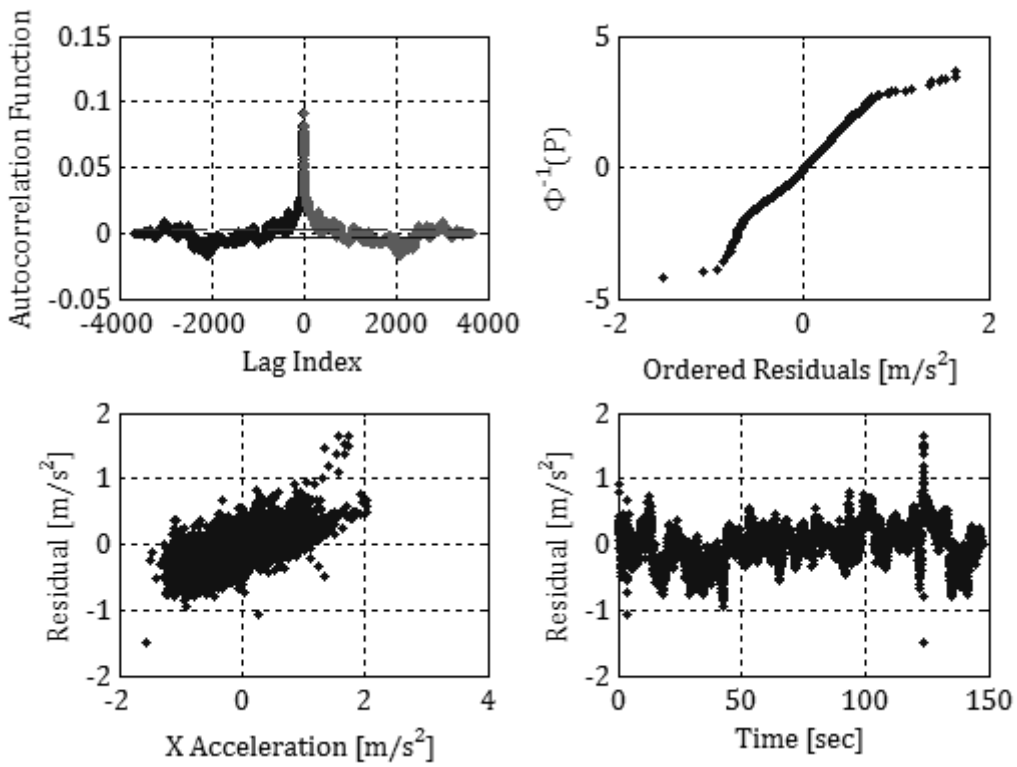 Autocorrelation Function
0.15
0.1
0.05
0
-0.05
-4000 -2000 0 2000 4000
Lag Index
Φ⁻¹(P)
5
0
-5
-2 0 2
Ordered Residuals [m/s²]
Residual [m/s²]
2
1
0
-1
-2
-2 0 2 4
X Acceleration [m/s²]
Residual [m/s²]
2
1
0
-1
-2
0 50 100 150
Time [sec]